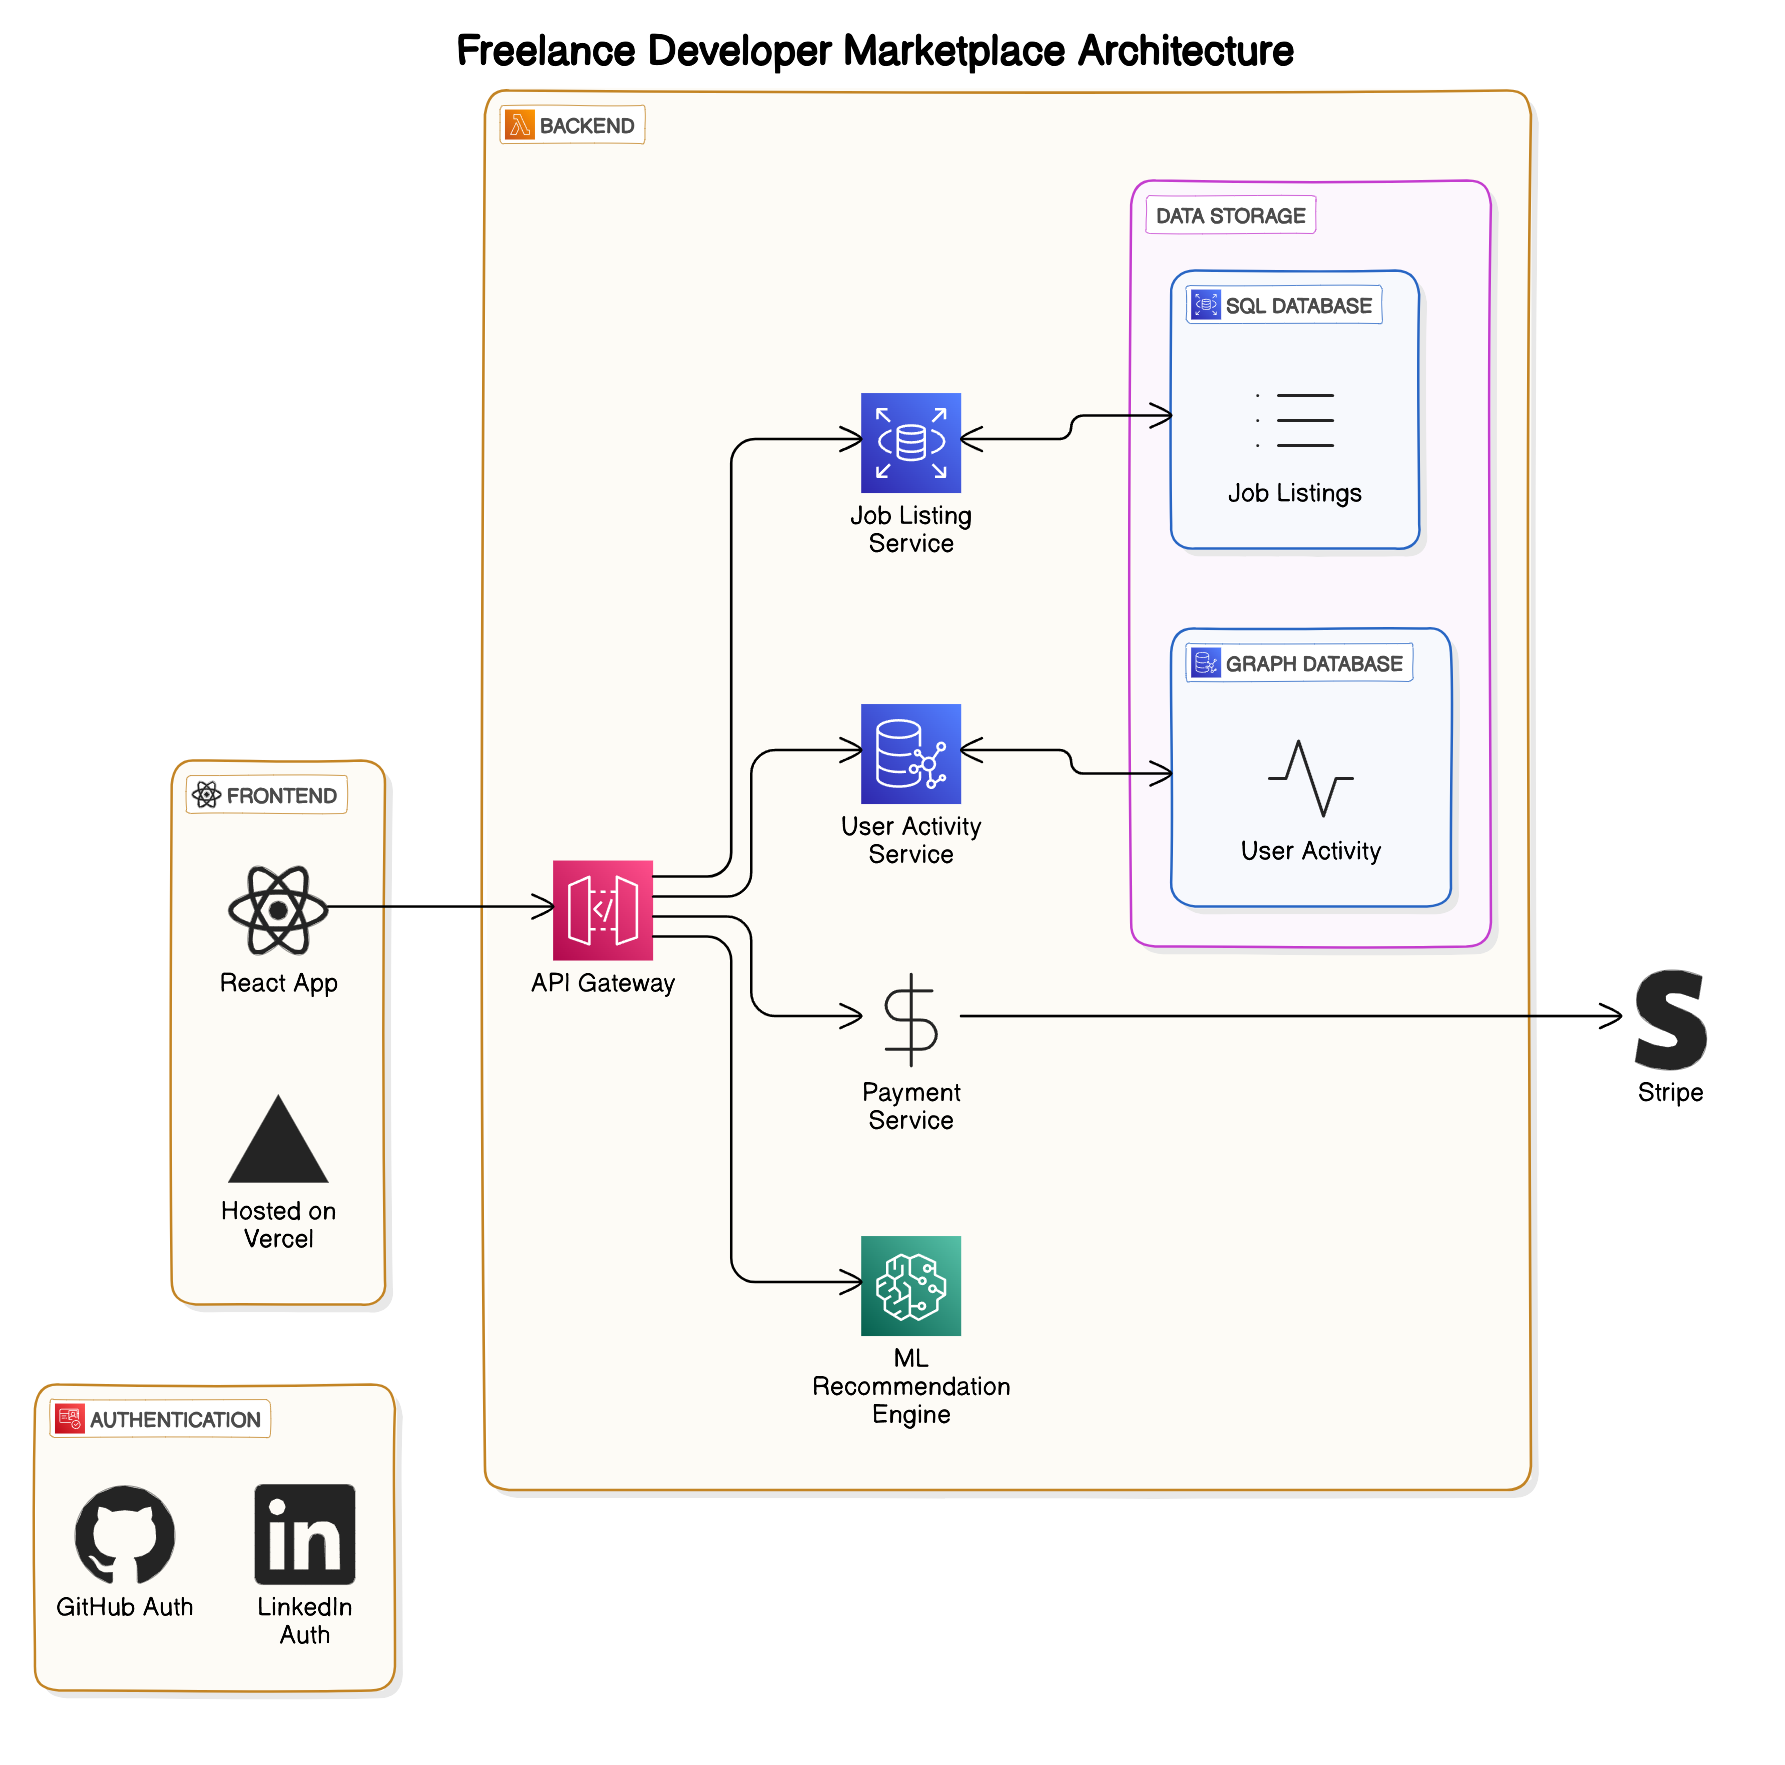 Freelance Developer Marketplace Architecture
BACKEND
DATA STORAGE
SQL DATABASE
Job Listings
Job Listing
Service
GRAPH DATABASE
User Activity
User Activity
Service
FRONTEND
React App
API Gateway
Hosted on
Vercel
Payment
Service
Stripe
ML
Recommendation
Engine
AUTHENTICATION
GitHub Auth
LinkedIn
Auth